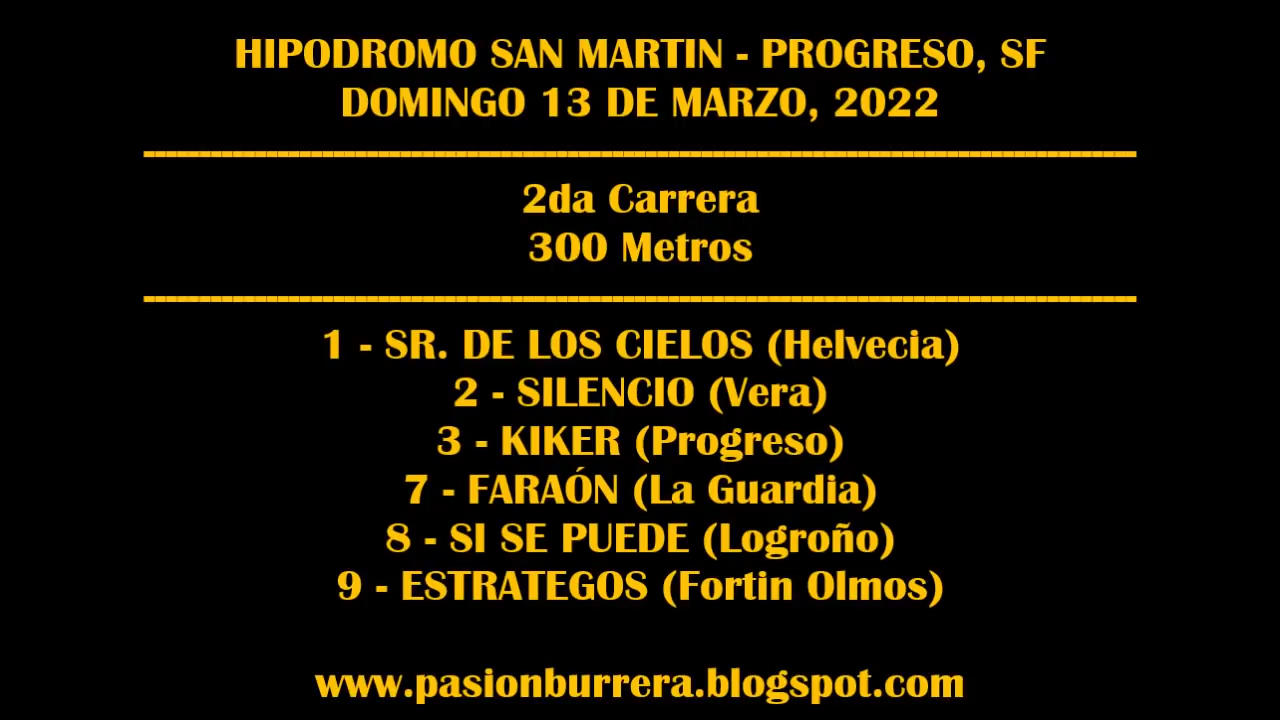 HIPODROMO SAN MARTIN - PROGRESO, SF
DOMINGO 13 DE MARZO, 2022
2da Carrera
300 Metros
1 - SR. DE LOS CIELOS (Helvecia)
2 - SILENCIO (Vera)
3 - KIKER (Progreso)
7 - FARAÓN (La Guardia)
8 - SI SE PUEDE (Logroño)
9 - ESTRATEGOS (Fortin Olmos)
www.pasionburrera.blogspot.com